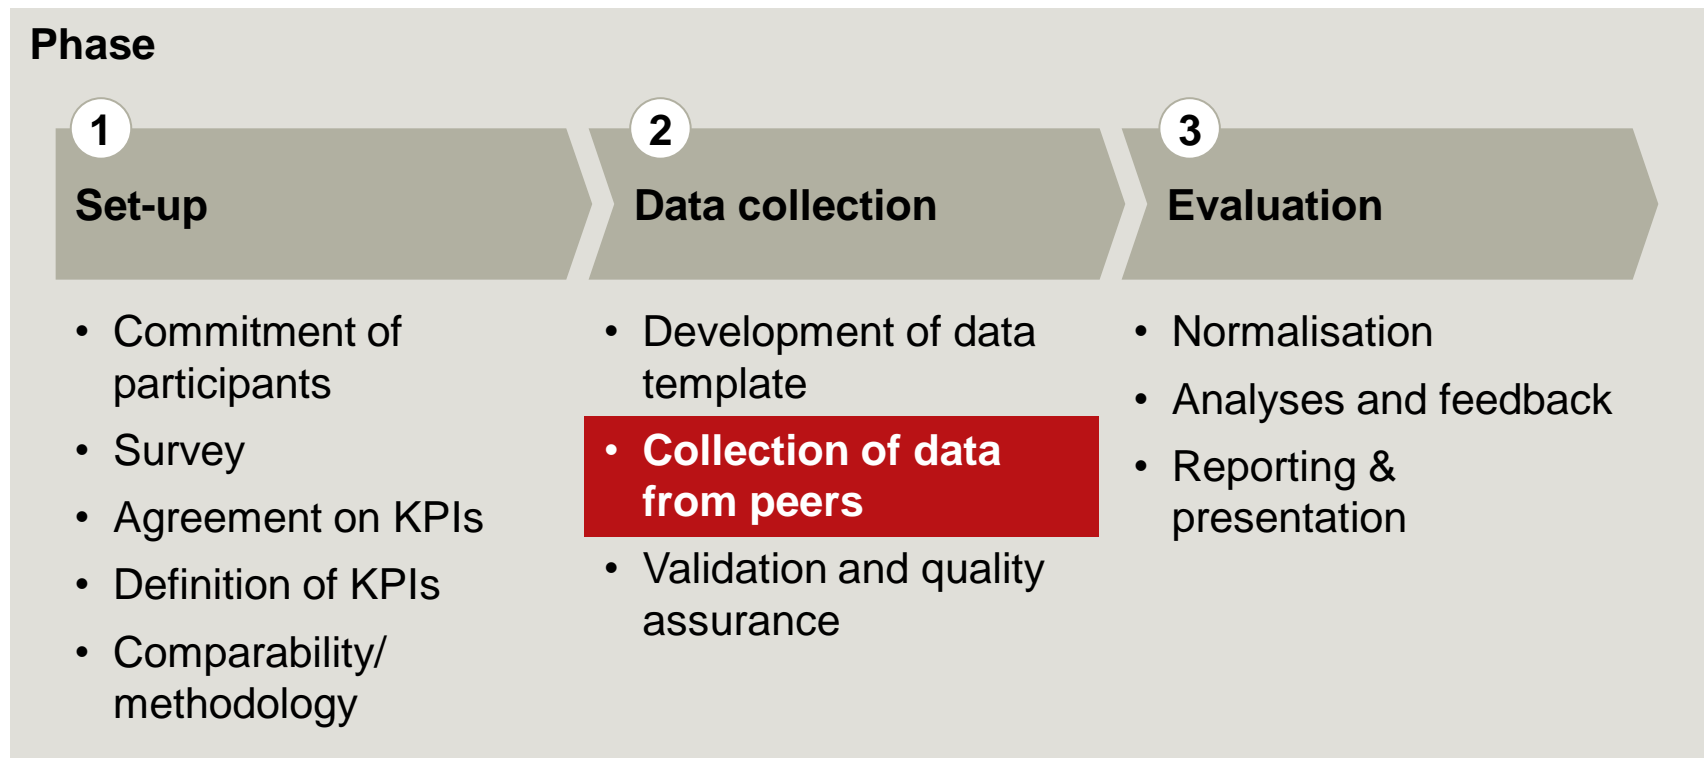 Phase
1
Set-up
• Commitment of
participants
• Survey
• Agreement on KPIs
• Definition of KPIs
• Comparability/
methodology
2
Data collection
• Development of data
template
• Collection of data
from peers
• Validation and quality
assurance
3
Evaluation
• Normalisation
• Analyses and feedback
• Reporting &
presentation